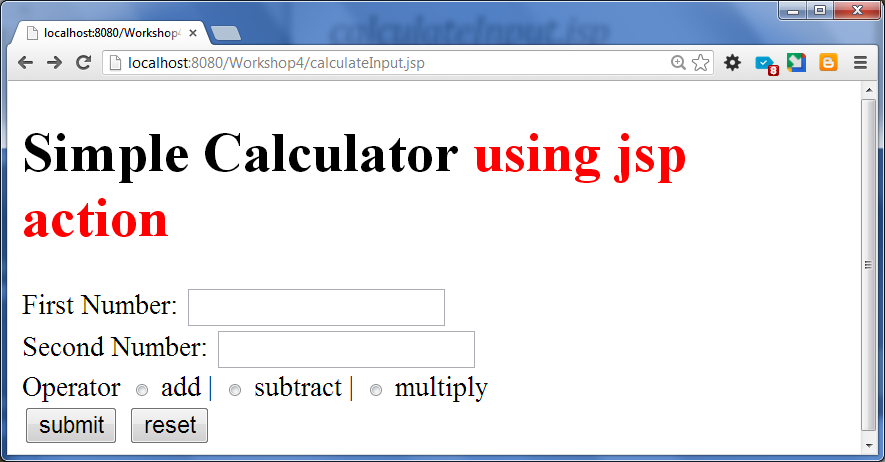 calculateInput.jsp
localhost:8080/Workshop4
localhost:8080/Workshop4/calculateInput.jsp
8
Simple Calculator using jsp
action
First Number:
Second Number:
Operator add | subtract | multiply
submit reset